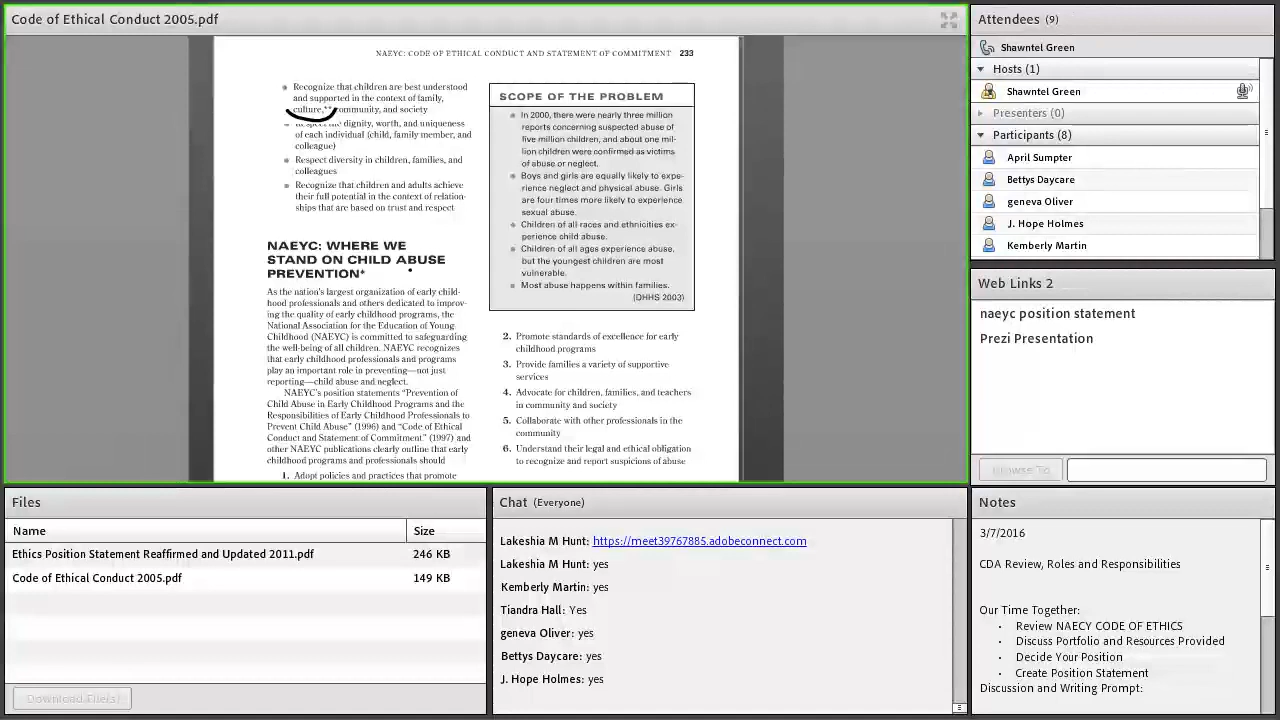 Code of Ethical Conduct 2005.pdf
NAEYC: CODE OF ETHICAL CONDUCT AND STATEMENT OF COMMITMENT 233
Recognize that children are best understood
and supported in the context of family,
culture,** community, and society
Respect the dignity, worth, and uniqueness
of each individual (child, family member, and
colleague)
Respect diversity in children, families, and
colleagues
Recognize that children and adults achieve
their full potential in the context of relation-
ships that are based on trust and respect
NAEYC: WHERE WE
STAND ON CHILD ABUSE
PREVENTION*
As the nation's largest organization of early child-
hood professionals and others dedicated to improv-
ing the quality of early childhood programs, the
National Association for the Education of Young
Childhood (NAEYC) is committed to safeguarding
the well-being of all children. NAEYC recognizes
that early childhood professionals and programs
play an important role in preventing—not just
reporting—child abuse and neglect.
NAEYC's position statements "Prevention of
Child Abuse in Early Childhood Programs and the
Responsibilities of Early Childhood Professionals to
Prevent Child Abuse" (1996) and "Code of Ethical
Conduct and Statement of Commitment" (1997) and
other NAEYC publications clearly outline that early
childhood programs and professionals should
1. Adopt policies and practices that promote
SCOPE OF THE PROBLEM
In 2000, there were nearly three million
reports concerning suspected abuse of
five million children, and about one mil-
lion children were confirmed as victims
of abuse or neglect.
Boys and girls are equally likely to expe-
rience neglect and physical abuse. Girls
are four times more likely to experience
sexual abuse.
Children of all races and ethnicities ex-
perience child abuse.
Children of all ages experience abuse,
but the youngest children are most
vulnerable.
Most abuse happens within families.
(DHHS 2003)
2. Promote standards of excellence for early
childhood programs
3. Provide families a variety of supportive
services
4. Advocate for children, families, and teachers
in community and society
5. Collaborate with other professionals in the
community
6. Understand their legal and ethical obligation
to recognize and report suspicions of abuse
Attendees (9)
Shawntel Green
Hosts (1)
Shawntel Green
Presenters (0)
Participants (8)
April Sumpter
Bettys Daycare
geneva Oliver
J. Hope Holmes
Kemberly Martin
Web Links 2
naeyc position statement
Prezi Presentation
Browse To
Files
Name Size
Ethics Position Statement Reaffirmed and Updated 2011.pdf 246 KB
Code of Ethical Conduct 2005.pdf 149 KB
Download File(s)
Chat (Everyone)
Lakeshia M Hunt: https://meet39767885.adobeconnect.com
Lakeshia M Hunt: yes
Kemberly Martin: yes
Tiandra Hall: Yes
geneva Oliver: yes
Bettys Daycare: yes
J. Hope Holmes: yes
Notes
3/7/2016
CDA Review, Roles and Responsibilities
Our Time Together:
Review NAECY CODE OF ETHICS
Discuss Portfolio and Resources Provided
Decide Your Position
Create Position Statement
Discussion and Writing Prompt: